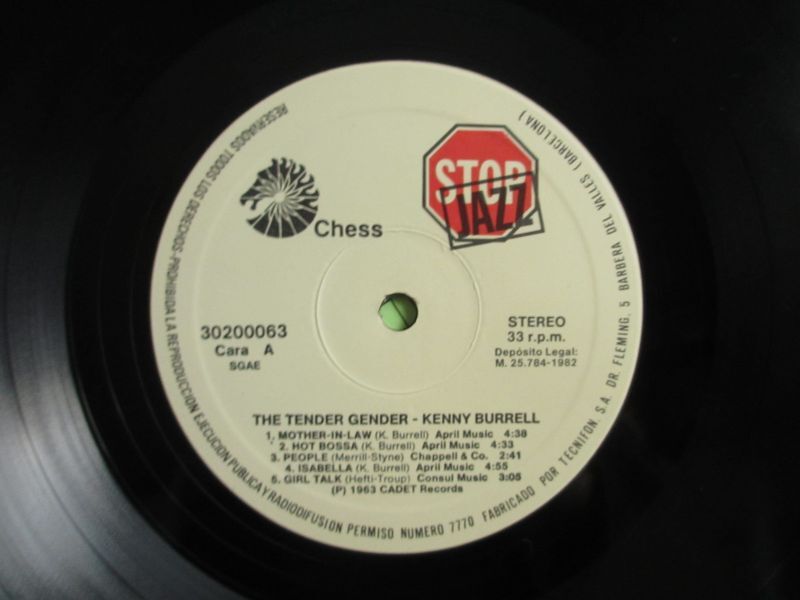 Chess
STOP
JAZZ
30200063
Cara A
SGAE
STEREO
33 r.p.m.
Depósito Legal:
M. 25.784-1982
THE TENDER GENDER - KENNY BURRELL
1. MOTHER-IN-LAW (K. Burrell) April Music 4:38
2. HOT BOSSA (K. Burrell) April Music 4:33
3. PEOPLE (Merrill-Styne) Chappell & Co. 2:41
4. ISABELLA (K. Burrell) April Music 4:55
5. GIRL TALK (Hefti-Troup) Consul Music 3:05
(P) 1963 CADET Records
RESERVADOS TODOS LOS DERECHOS-PROHIBIDA LA REPRODUCCION EJECUCION PUBLICA Y RADIODIFUSION PERMISO NUMERO 7770 FABRICADO POR TECNIFON, S.A. DR. FLEMING, 5 BARBERA DEL VALLES (BARCELONA)